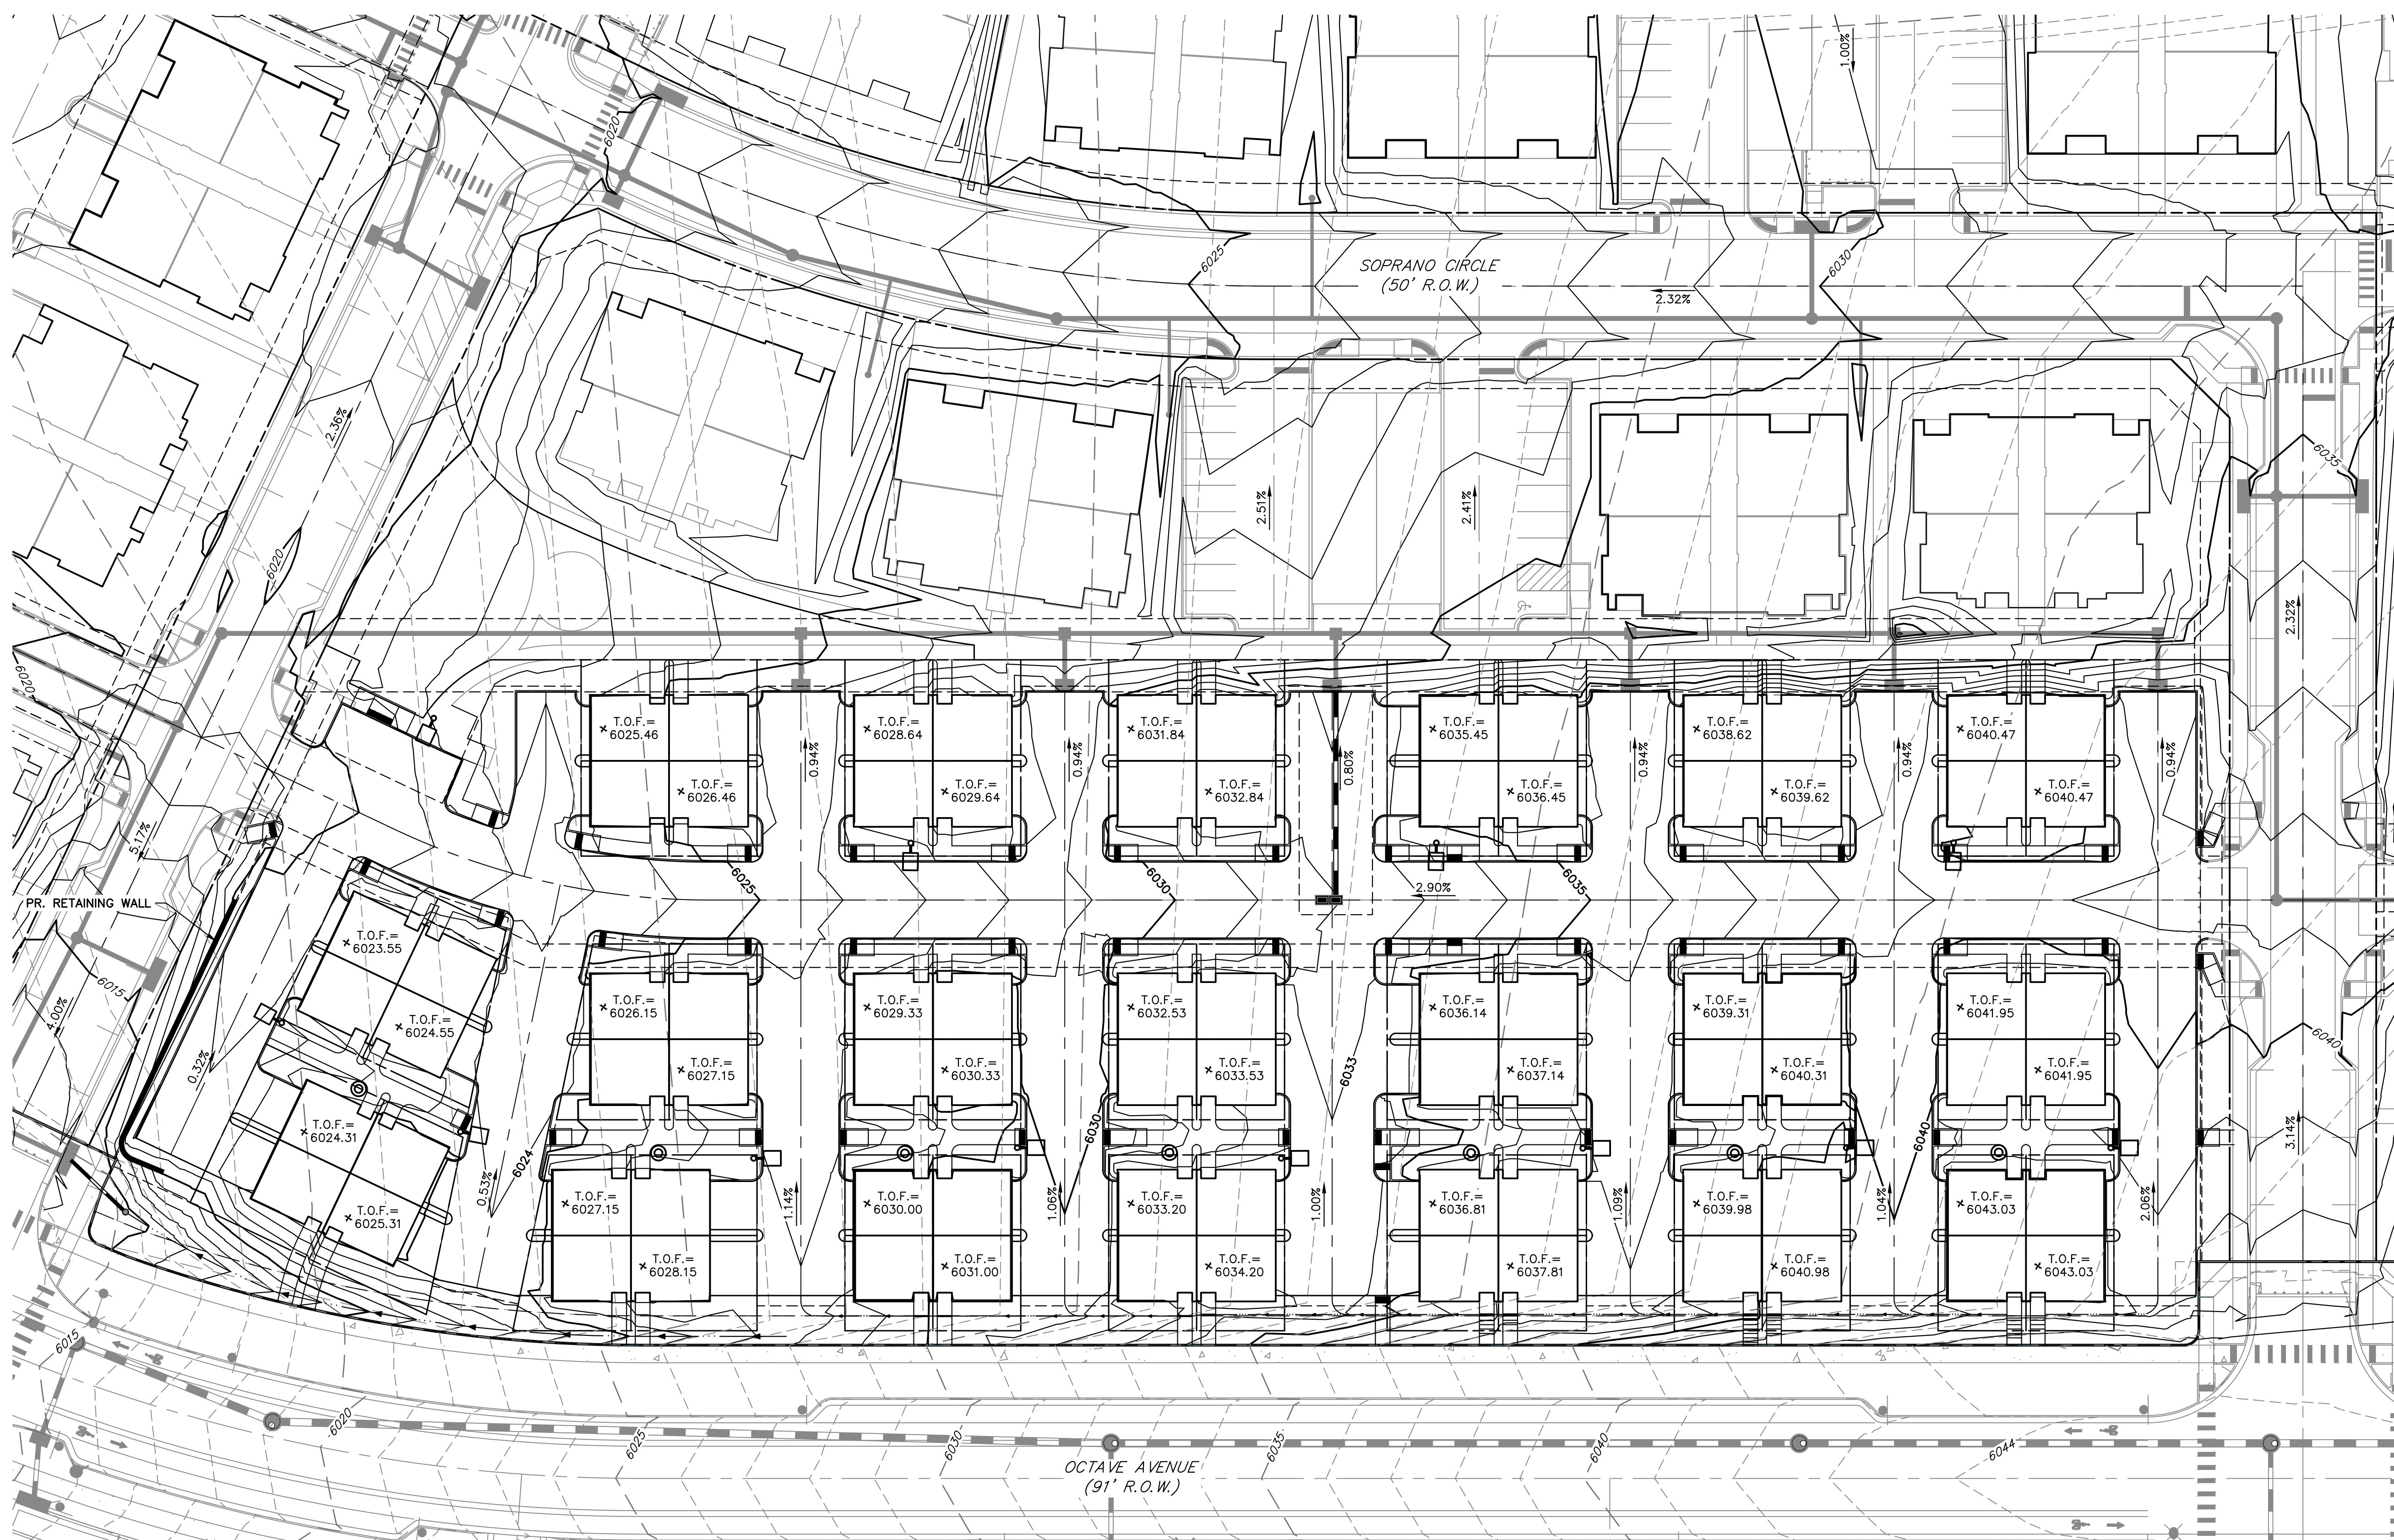 1.00%
6020
6025
SOPRANO CIRCLE
(50' R.O.W.)
6030
2.32%
2.36%
6035
2.51%
2.41%
6020
2.32%
6020
T.O.F.=
6025.46
T.O.F.=
6026.46
0.94%
T.O.F.=
6028.64
T.O.F.=
6029.64
0.94%
T.O.F.=
6031.84
T.O.F.=
6032.84
0.80%
T.O.F.=
6035.45
T.O.F.=
6036.45
0.94%
T.O.F.=
6038.62
T.O.F.=
6039.62
0.94%
T.O.F.=
6040.47
T.O.F.=
6040.47
0.94%
5.17%
6025
6030
2.90%
6035
PR. RETAINING WALL
T.O.F.=
6023.55
T.O.F.=
6024.55
6015
4.00%
0.32%
T.O.F.=
6026.15
T.O.F.=
6027.15
T.O.F.=
6029.33
T.O.F.=
6030.33
T.O.F.=
6032.53
T.O.F.=
6033.53
6033
T.O.F.=
6036.14
T.O.F.=
6037.14
T.O.F.=
6039.31
T.O.F.=
6040.31
T.O.F.=
6041.95
T.O.F.=
6041.95
6040
T.O.F.=
6024.31
T.O.F.=
6025.31
0.53%
6024
6030
6040
3.14%
T.O.F.=
6027.15
T.O.F.=
6028.15
1.14%
T.O.F.=
6030.00
T.O.F.=
6031.00
1.06%
T.O.F.=
6033.20
T.O.F.=
6034.20
1.00%
T.O.F.=
6036.81
T.O.F.=
6037.81
1.09%
T.O.F.=
6039.98
T.O.F.=
6040.98
1.04%
T.O.F.=
6043.03
T.O.F.=
6043.03
2.06%
6015
6020
6025
6030
6035
6040
6044
OCTAVE AVENUE
(91' R.O.W.)